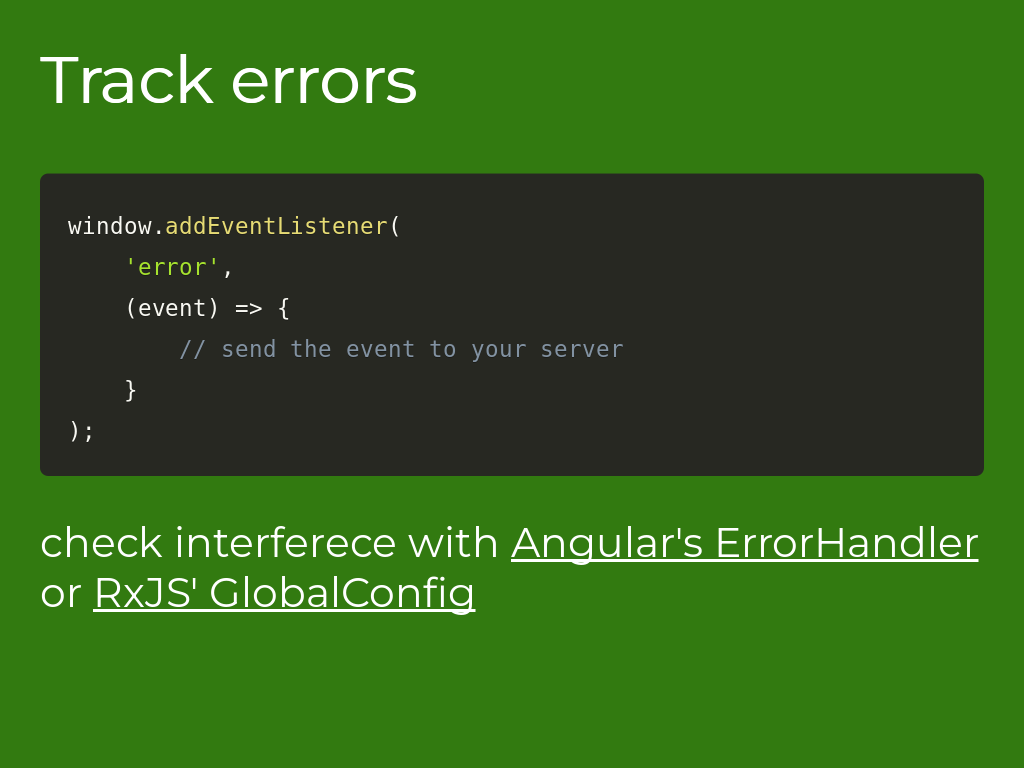 Track errors
window.addEventListener(
    'error',
    (event) => {
        // send the event to your server
    }
);
check interferece with Angular's ErrorHandler
or RxJS' GlobalConfig